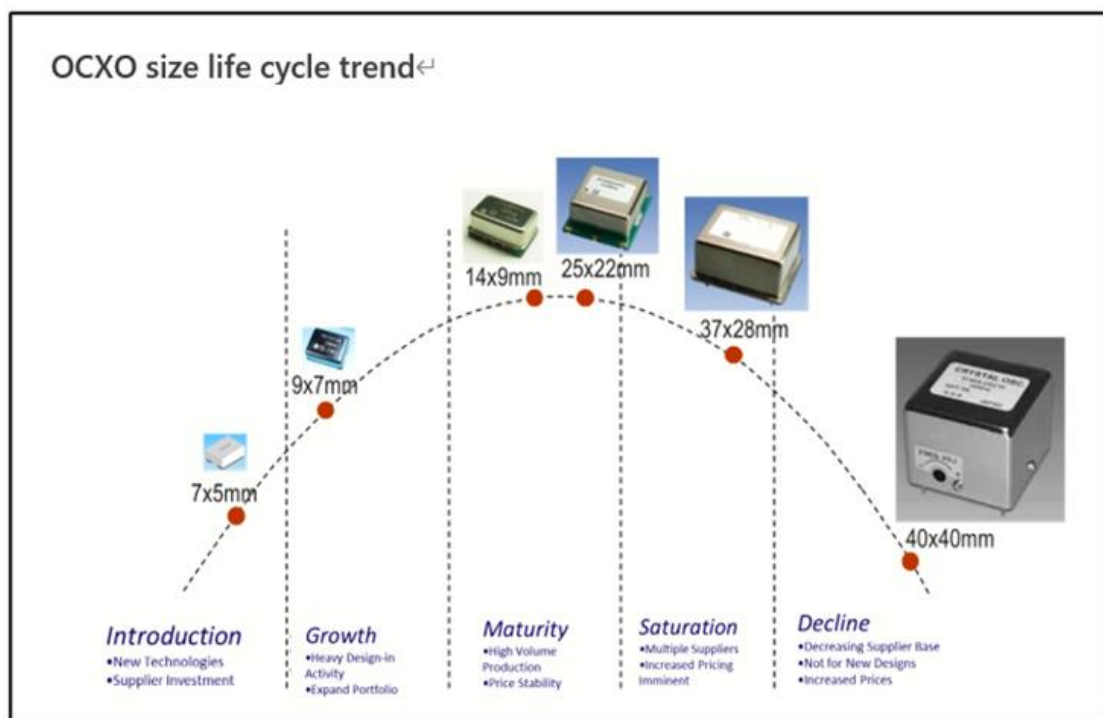 OCXO size life cycle trend↵
14x9mm
25x22mm
37x28mm
9x7mm
7x5mm
40x40mm
CRYSTAL OSC
Introduction
•New Technologies
•Supplier Investment
Growth
•Heavy Design-in
Activity
•Expand Portfolio
Maturity
•High Volume
Production
•Price Stability
Saturation
•Multiple Suppliers
•Increased Pricing
Imminent
Decline
•Decreasing Supplier Base
•Not for New Designs
•Increased Prices